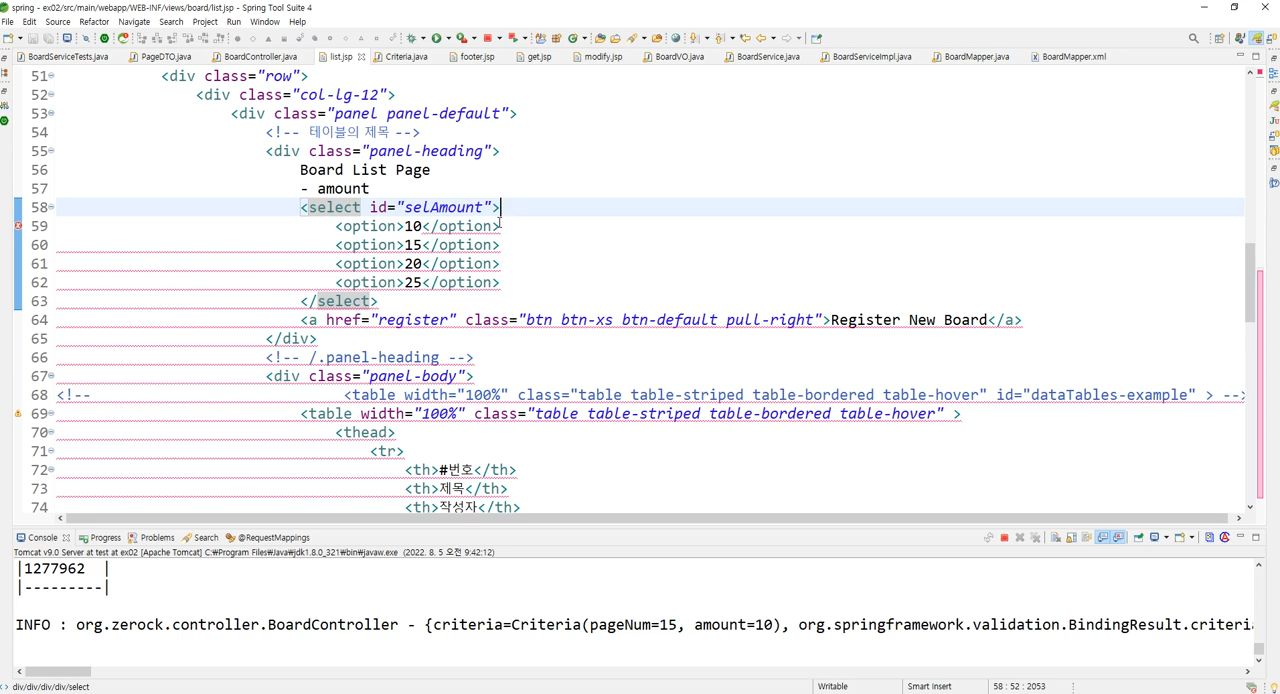 spring - ex02/src/main/webapp/WEB-INF/views/board/list.jsp - Spring Tool Suite 4
File Edit Source Refactor Navigate Search Project Run Window Help
BoardServiceTests.java PageDTO.java BoardController.java list.jsp Criteria.java footer.jsp get.jsp modify.jsp BoardVO.java BoardService.java BoardServiceImpl.java BoardMapper.java BoardMapper.xml
51 <div class="row">
52 <div class="col-lg-12">
53 <div class="panel panel-default">
54 <!-- 테이블의 제목 -->
55 <div class="panel-heading">
56 Board List Page
57 - amount
58 <select id="selAmount">
59 <option>10</option>
60 <option>15</option>
61 <option>20</option>
62 <option>25</option>
63 </select>
64 <a href="register" class="btn btn-xs btn-default pull-right">Register New Board</a>
65 </div>
66 <!-- /.panel-heading -->
67 <div class="panel-body">
68 <!-- <table width="100%" class="table table-striped table-bordered table-hover" id="dataTables-example" > -->
69 <table width="100%" class="table table-striped table-bordered table-hover" >
70 <thead>
71 <tr>
72 <th>#번호</th>
73 <th>제목</th>
74 <th>작성자</th>
Console Progress Problems Search @RequestMappings
Tomcat v9.0 Server at test at ex02 [Apache Tomcat] C:₩Program Files₩Java₩jdk1.8.0_321₩bin₩javaw.exe (2022. 8. 5 오전 9:42:12)
|1277962 |
|---------|
INFO : org.zerock.controller.BoardController - {criteria=Criteria(pageNum=15, amount=10), org.springframework.validation.BindingResult.criteria
div/div/div/div/select Writable Smart Insert 58 : 52 : 2053